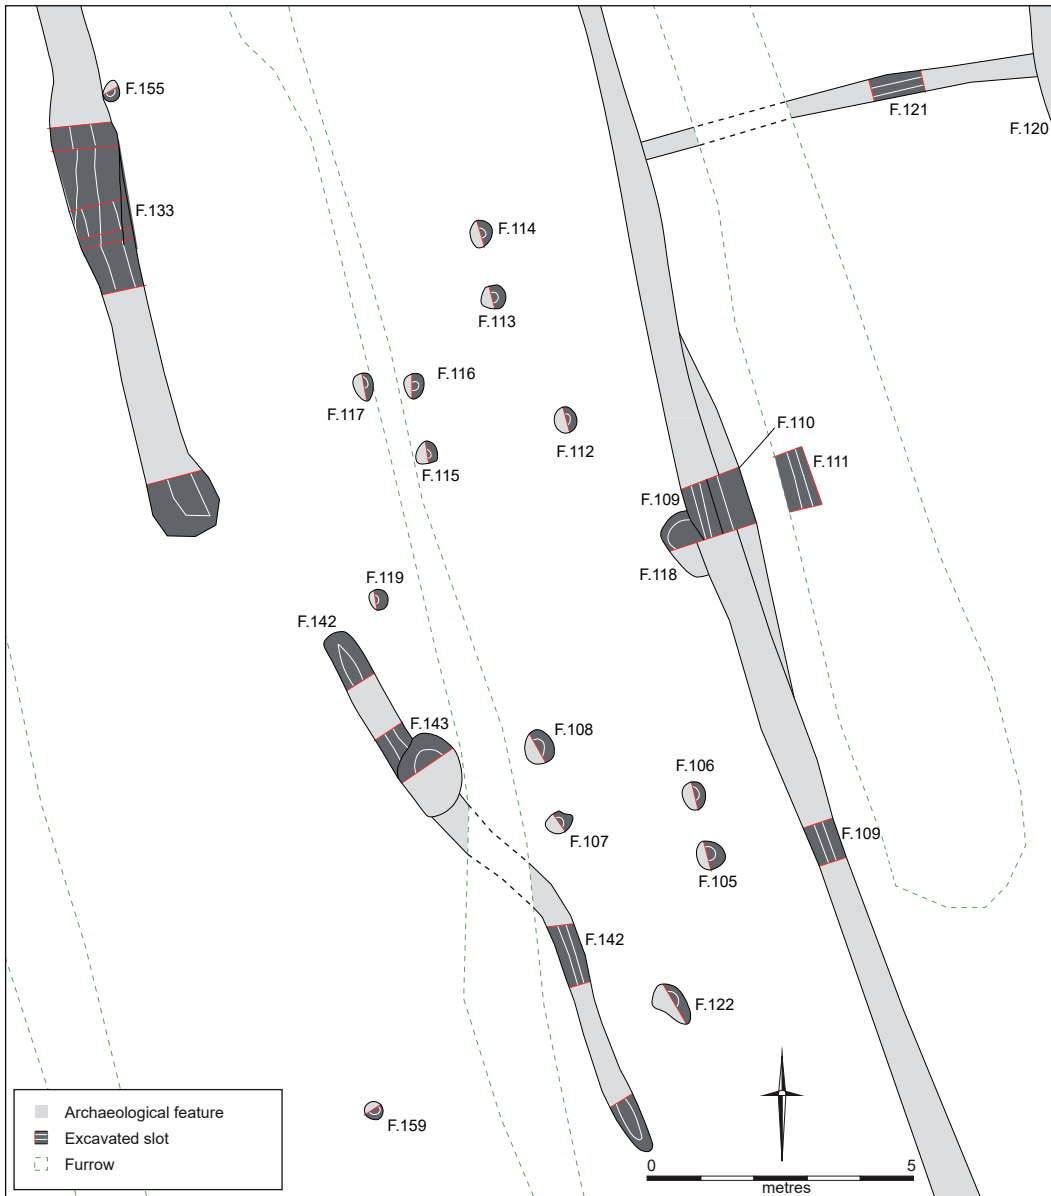 F.155
F.121
F.120
F.133
F.114
F.113
F.116
F.117
F.110
F.112
F.111
F.115
F.109
F.118
F.119
F.142
F.143
F.108
F.106
F.107
F.109
F.105
F.142
F.122
Archaeological feature
Excavated slot
F.159
Furrow
0 5
metres